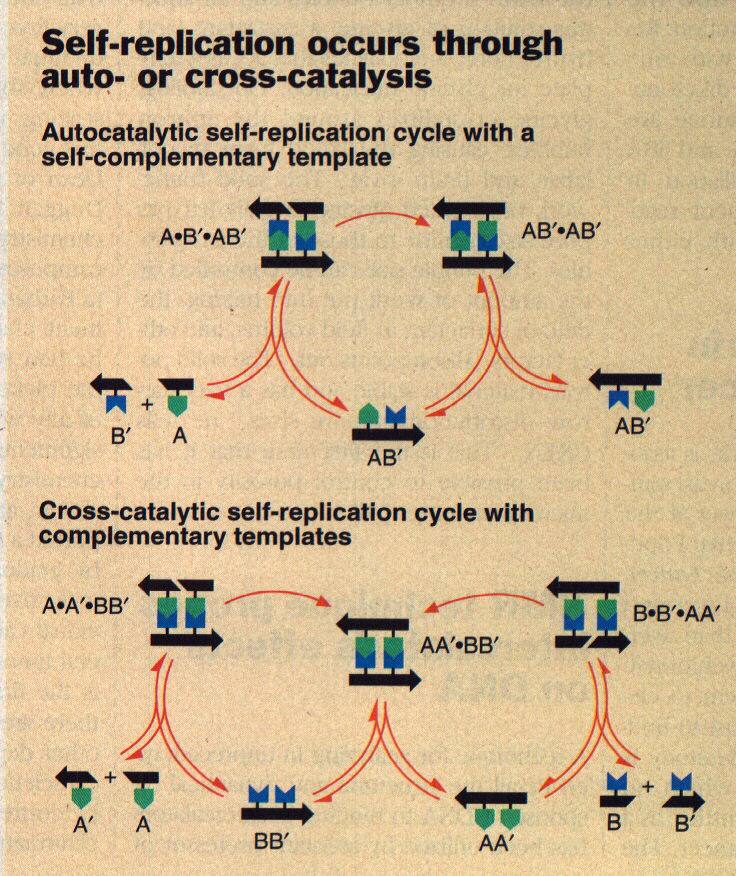 Self-replication occurs through
auto- or cross-catalysis
Autocatalytic self-replication cycle with a
self-complementary template
A•B′•AB′
AB′•AB′
B′ + A
AB′
AB′
Cross-catalytic self-replication cycle with
complementary templates
A•A′•BB′
AA′•BB′
B•B′•AA′
A′ + A
BB′
AA′
B + B′